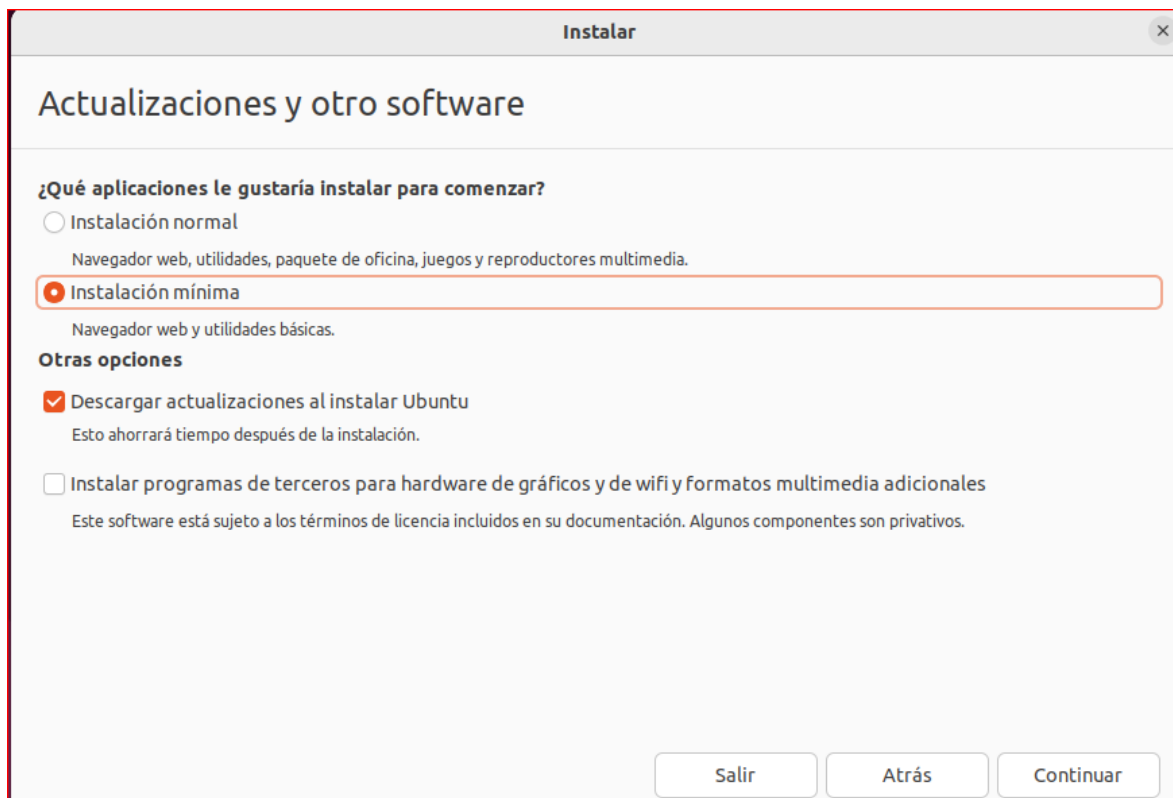 Instalar
Actualizaciones y otro software
¿Qué aplicaciones le gustaría instalar para comenzar?
Instalación normal
Navegador web, utilidades, paquete de oficina, juegos y reproductores multimedia.
Instalación mínima
Navegador web y utilidades básicas.
Otras opciones
Descargar actualizaciones al instalar Ubuntu
Esto ahorrará tiempo después de la instalación.
Instalar programas de terceros para hardware de gráficos y de wifi y formatos multimedia adicionales
Este software está sujeto a los términos de licencia incluidos en su documentación. Algunos componentes son privativos.
Salir
Atrás
Continuar